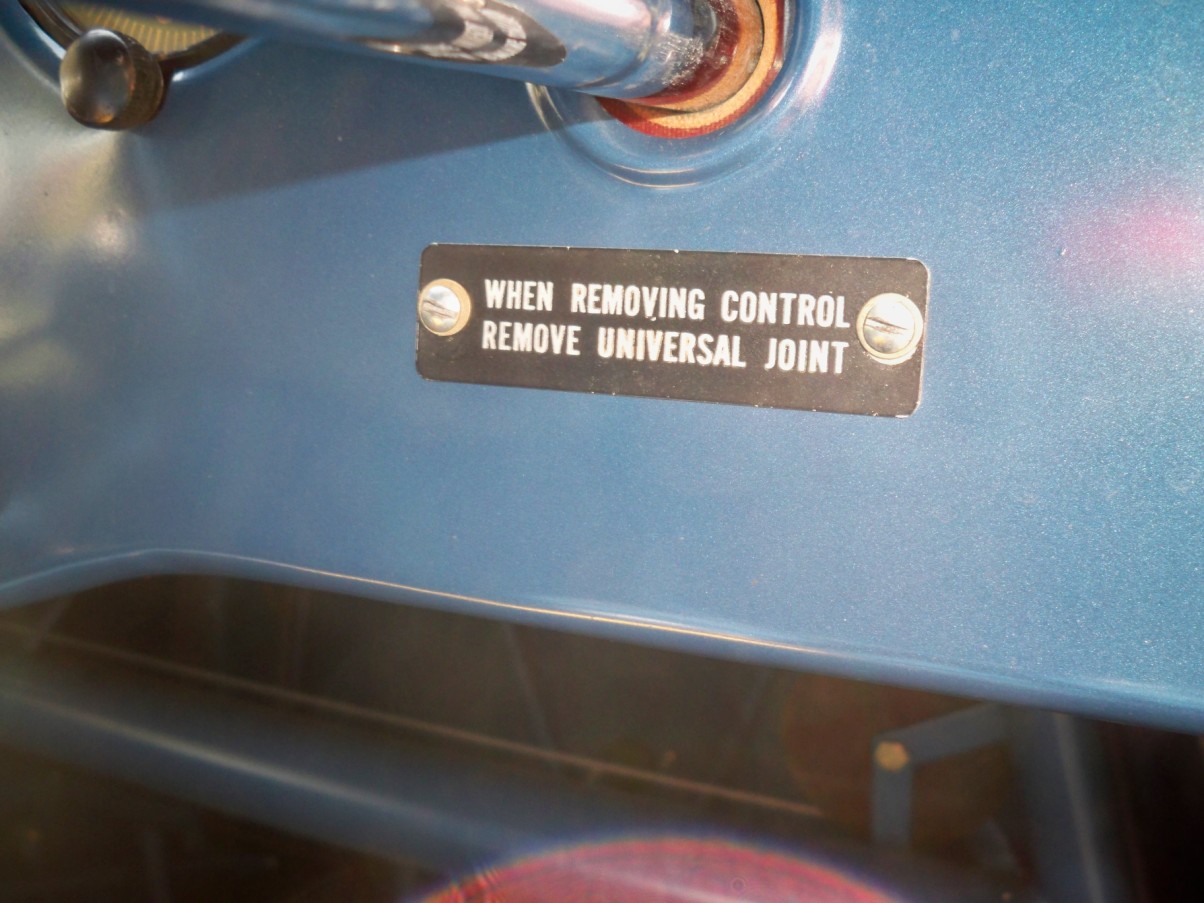 WHEN REMOVING CONTROL
REMOVE UNIVERSAL JOINT